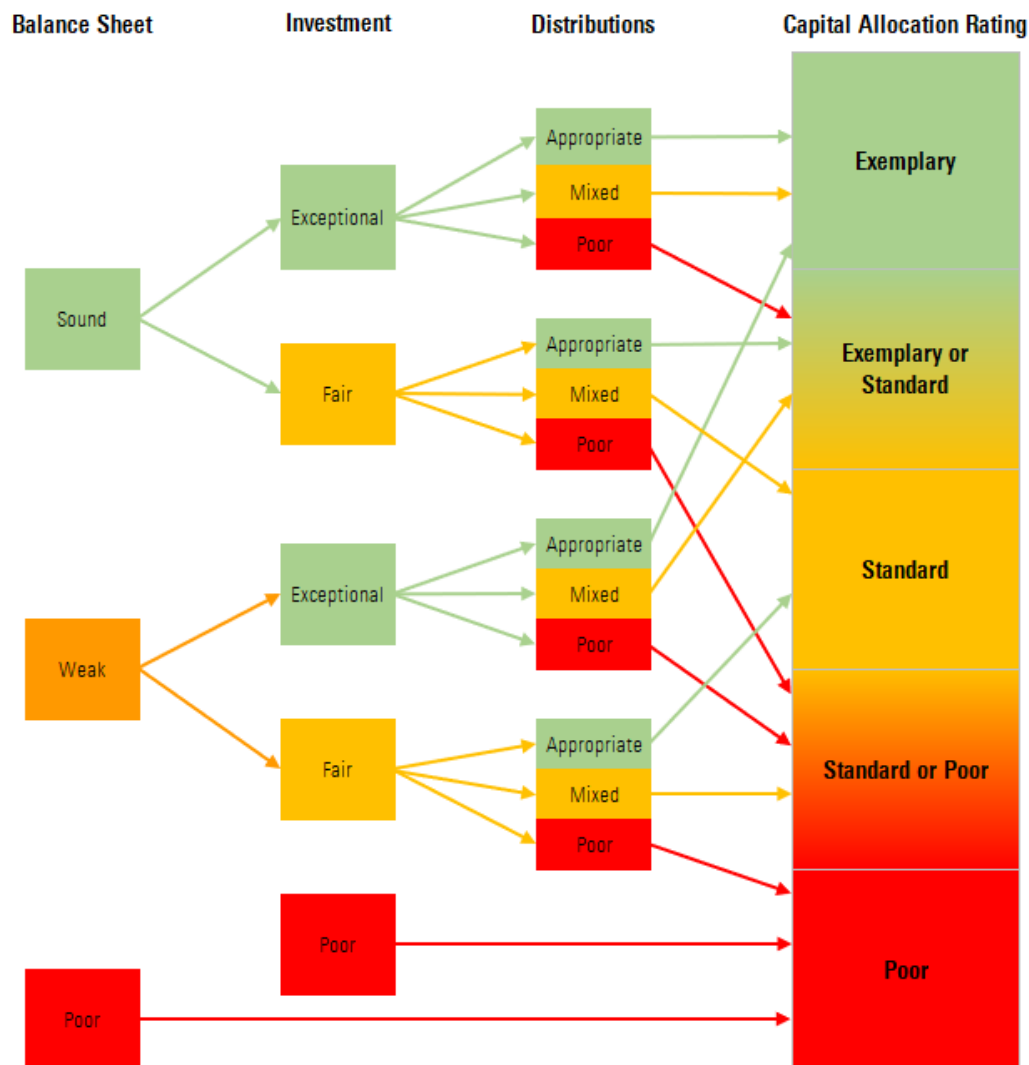 Balance Sheet
Investment
Distributions
Capital Allocation Rating
Appropriate
Exemplary
Mixed
Exceptional
Poor
Sound
Appropriate
Exemplary or
Standard
Fair
Mixed
Poor
Appropriate
Standard
Exceptional
Mixed
Poor
Weak
Appropriate
Fair
Standard or Poor
Mixed
Poor
Poor
Poor
Poor